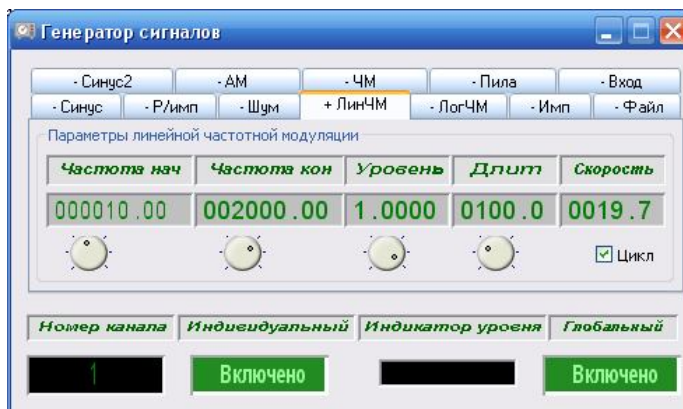 Генератор сигналов
- Синус2 - АМ - ЧМ - Пила - Вход
- Синус - Р/имп - Шум + ЛинЧМ - ЛогЧМ - Имп - Файл
Параметры линейной частотной модуляции
Частота нач Частота кон Уровень Длит Скорость
000010.00 002000.00 1.0000 0100.0 0019.7
Цикл
Номер канала Индивидуальный Индикатор уровня Глобальный
1 Включено Включено